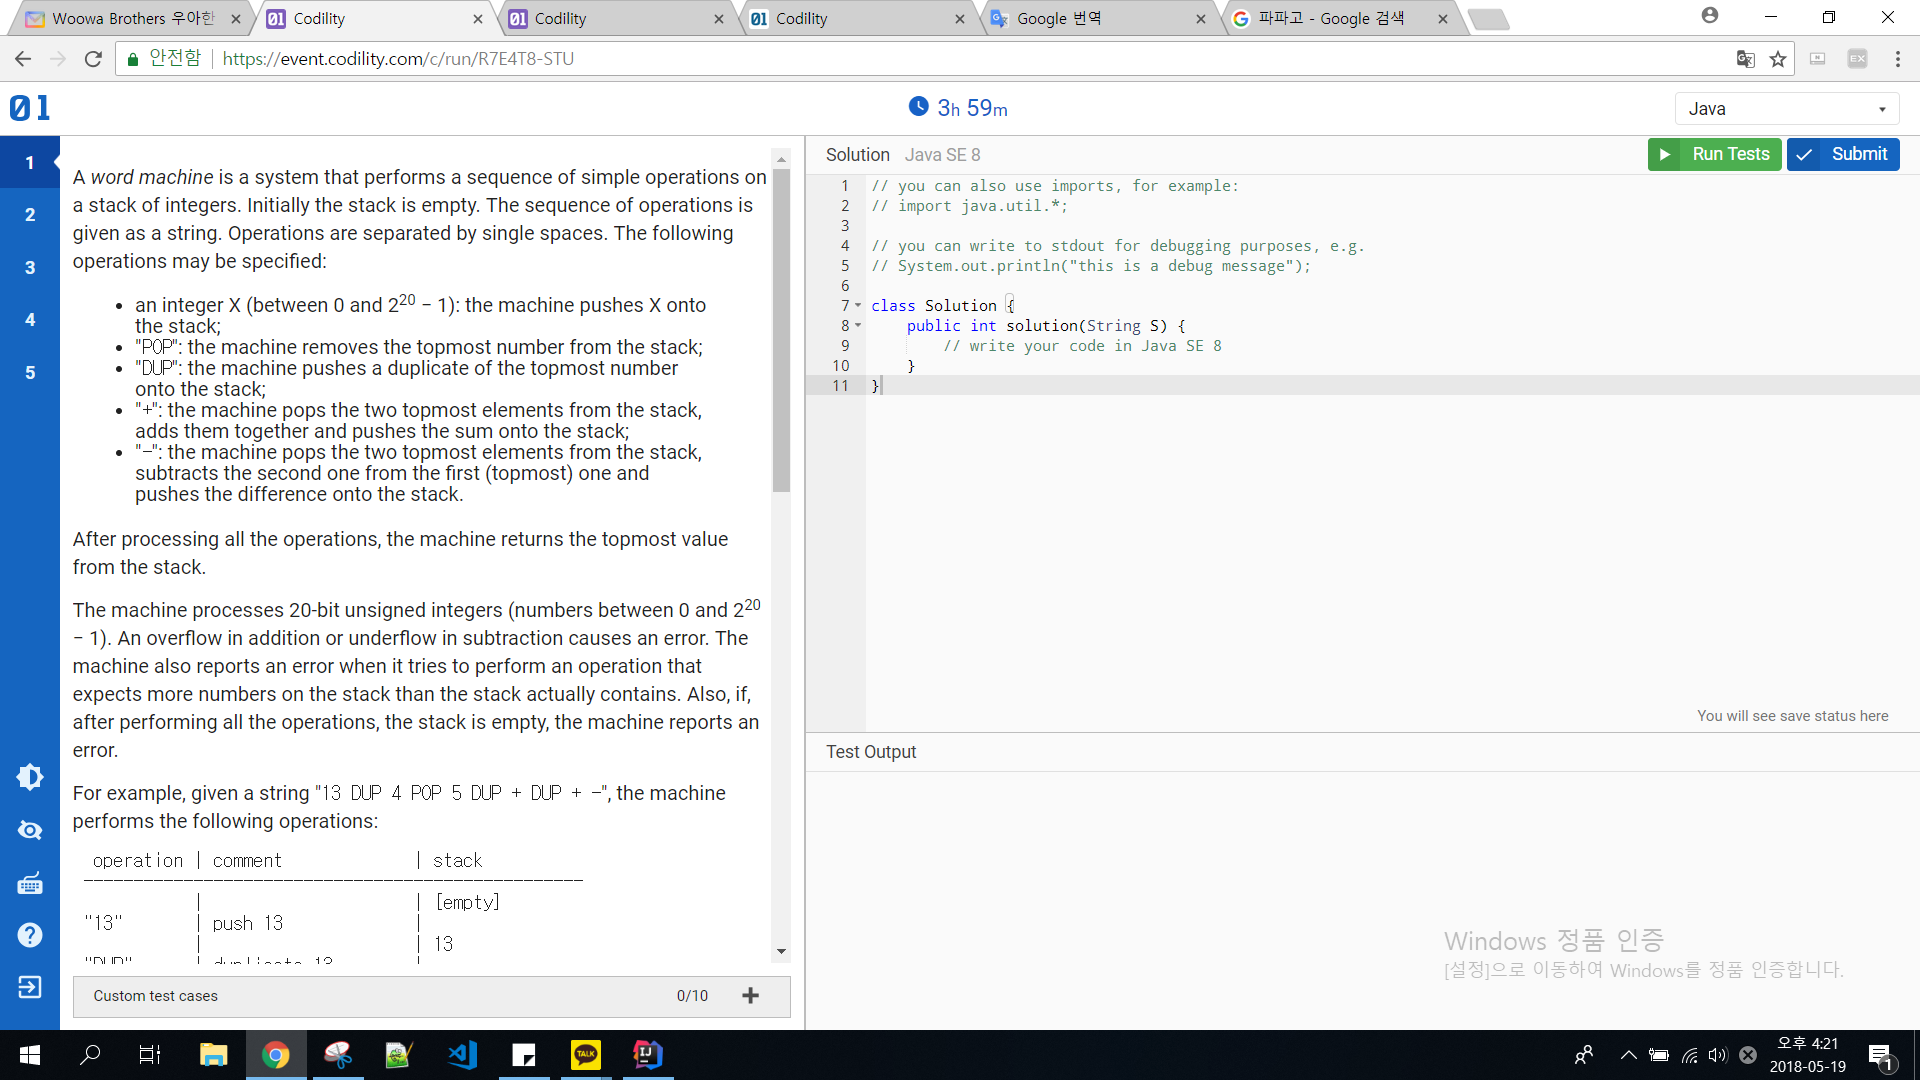 Woowa Brothers 우아한
Codility
Codility
Codility
Google 번역
파파고 - Google 검색
안전함
https://event.codility.com/c/run/R7E4T8-STU
EX
01
3h 59m
Java
1
2
3
4
5
A word machine is a system that performs a sequence of simple operations on
a stack of integers. Initially the stack is empty. The sequence of operations is
given as a string. Operations are separated by single spaces. The following
operations may be specified:
• an integer X (between 0 and 2^20 − 1): the machine pushes X onto
the stack;
• "POP": the machine removes the topmost number from the stack;
• "DUP": the machine pushes a duplicate of the topmost number
onto the stack;
• "+": the machine pops the two topmost elements from the stack,
adds them together and pushes the sum onto the stack;
• "-": the machine pops the two topmost elements from the stack,
subtracts the second one from the first (topmost) one and
pushes the difference onto the stack.
After processing all the operations, the machine returns the topmost value
from the stack.
The machine processes 20-bit unsigned integers (numbers between 0 and 2^20
− 1). An overflow in addition or underflow in subtraction causes an error. The
machine also reports an error when it tries to perform an operation that
expects more numbers on the stack than the stack actually contains. Also, if,
after performing all the operations, the stack is empty, the machine reports an
error.
For example, given a string "13 DUP 4 POP 5 DUP + DUP + -", the machine
performs the following operations:
operation | comment | stack
--------------------------------------------------
| | [empty]
"13" | push 13 |
| | 13
"DUP" | duplicate 13 |
Custom test cases 0/10 +
Solution Java SE 8
Run Tests
Submit
1 // you can also use imports, for example:
2 // import java.util.*;
3
4 // you can write to stdout for debugging purposes, e.g.
5 // System.out.println("this is a debug message");
6
7 class Solution {
8 public int solution(String S) {
9 // write your code in Java SE 8
10 }
11 }
You will see save status here
Test Output
Windows 정품 인증
[설정]으로 이동하여 Windows를 정품 인증합니다.
TALK
IJ
오후 4:21
2018-05-19
1